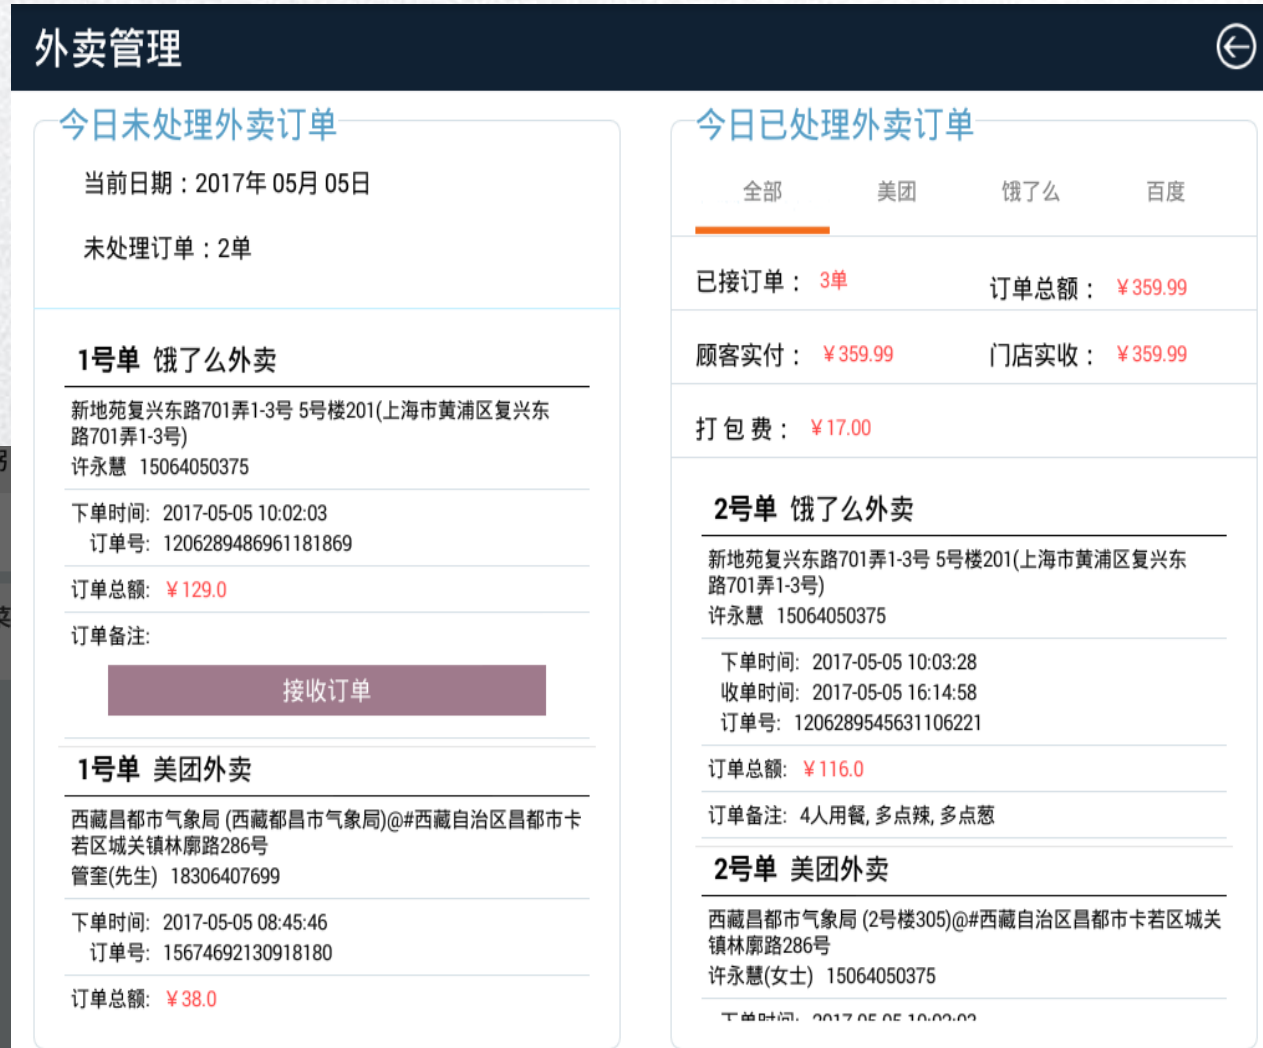 外卖管理
今日未处理外卖订单
当前日期：2017年 05月 05日
未处理订单：2单
1号单 饿了么外卖
新地苑复兴东路701弄1-3号 5号楼201(上海市黄浦区复兴东
路701弄1-3号)
许永慧 15064050375
下单时间: 2017-05-05 10:02:03
订单号: 1206289486961181869
订单总额: ¥129.0
订单备注:
接收订单
1号单 美团外卖
西藏昌都市气象局 (西藏都昌市气象局)@#西藏自治区昌都市卡
若区城关镇林廓路286号
管奎(先生) 18306407699
下单时间: 2017-05-05 08:45:46
订单号: 15674692130918180
订单总额: ¥38.0
今日已处理外卖订单
全部 美团 饿了么 百度
已接订单： 3单 订单总额： ¥359.99
顾客实付： ¥359.99 门店实收： ¥359.99
打 包 费： ¥17.00
2号单 饿了么外卖
新地苑复兴东路701弄1-3号 5号楼201(上海市黄浦区复兴东
路701弄1-3号)
许永慧 15064050375
下单时间: 2017-05-05 10:03:28
收单时间: 2017-05-05 16:14:58
订单号: 1206289545631106221
订单总额: ¥116.0
订单备注: 4人用餐, 多点辣, 多点葱
2号单 美团外卖
西藏昌都市气象局 (2号楼305)@#西藏自治区昌都市卡若区城关
镇林廓路286号
许永慧(女士) 15064050375
下单时间: 2017-05-05